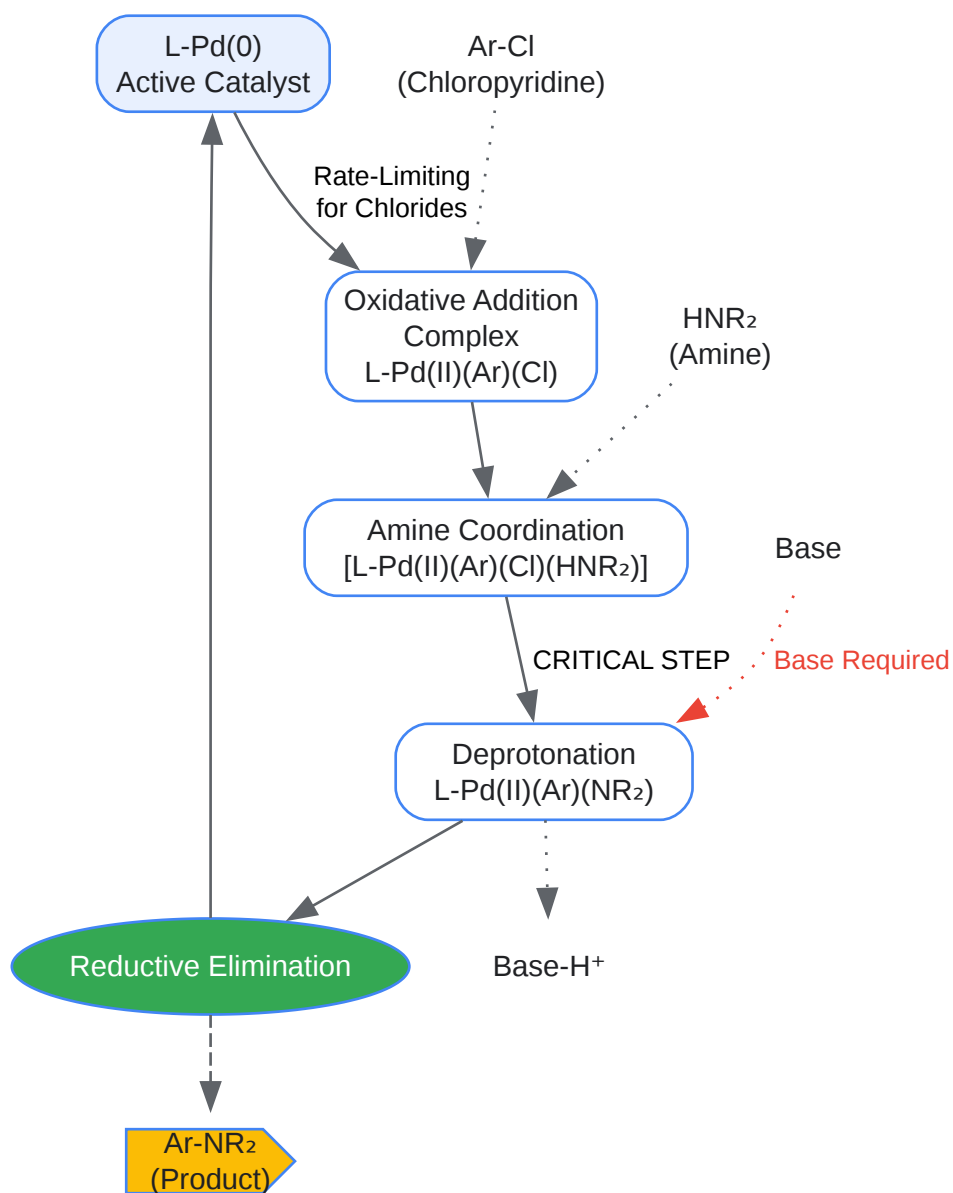 L-Pd(0)
Active Catalyst
Ar-Cl
(Chloropyridine)
Rate-Limiting
for Chlorides
Oxidative Addition
Complex
L-Pd(II)(Ar)(Cl)
HNR₂
(Amine)
Amine Coordination
[L-Pd(II)(Ar)(Cl)(HNR₂)]
Base
CRITICAL STEP
Base Required
Deprotonation
L-Pd(II)(Ar)(NR₂)
Reductive Elimination
Base-H⁺
Ar-NR₂
(Product)